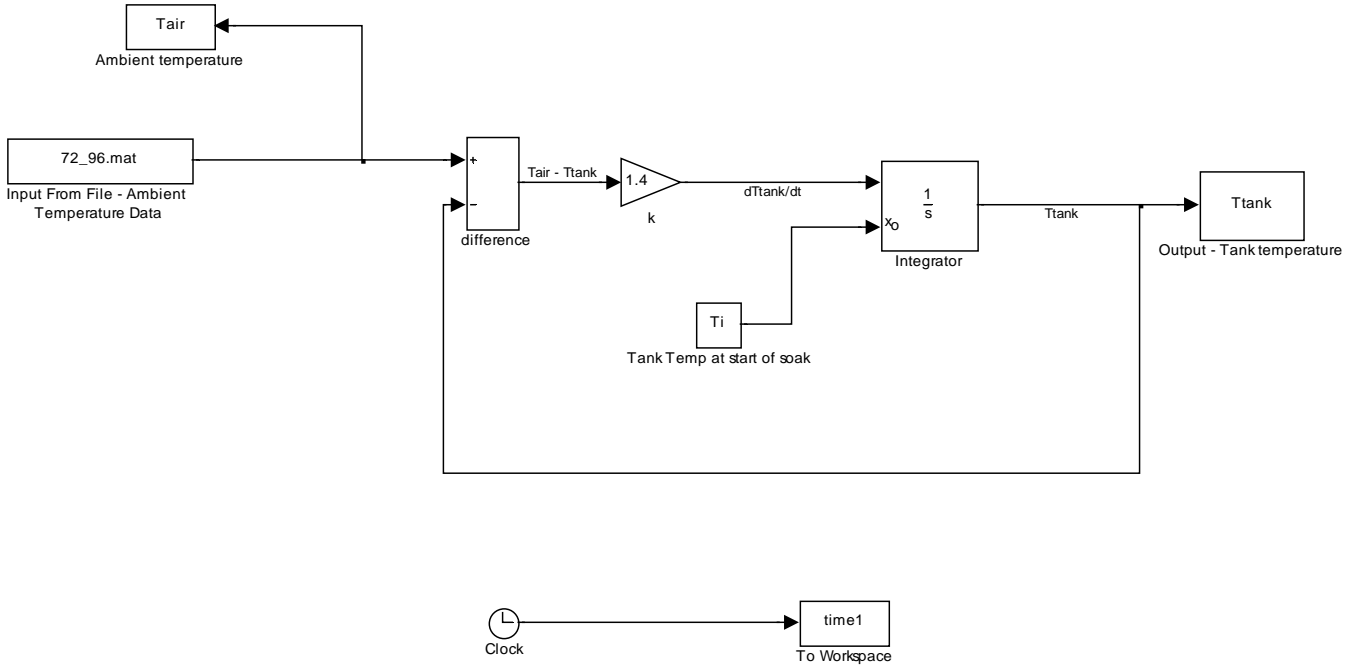 Tair
Ambient temperature
72_96.mat
Input From File - Ambient
Temperature Data
+
−
difference
Tair - Ttank
1.4
k
dTtank/dt
1
s
xo
Integrator
Ttank
Ttank
Output - Tank temperature
Ti
Tank Temp at start of soak
Clock
time1
To Workspace